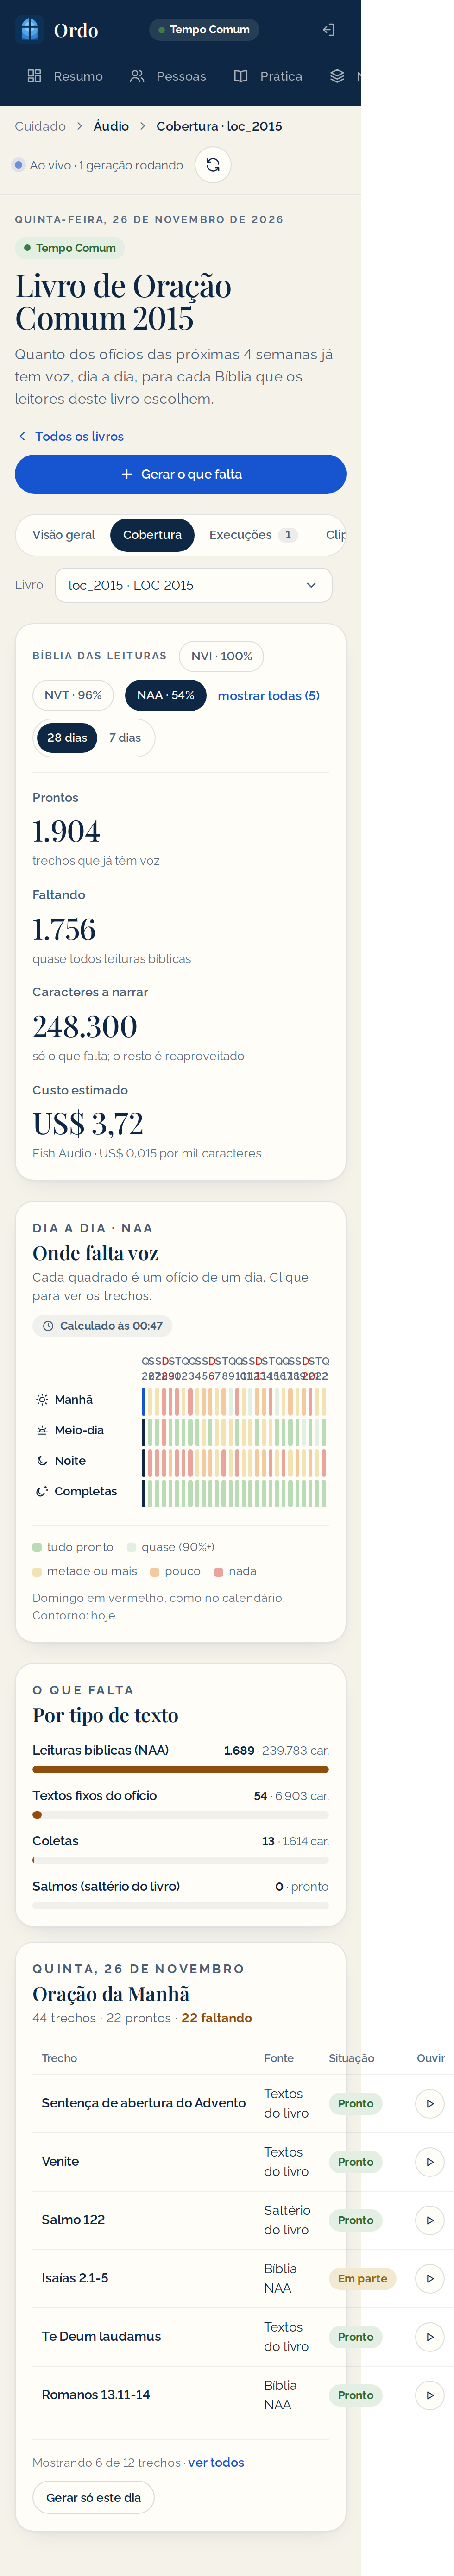 Ordo
Tempo Comum
Resumo
Pessoas
Prática
Cuidado > Áudio > Cobertura · loc_2015
Ao vivo · 1 geração rodando
QUINTA-FEIRA, 26 DE NOVEMBRO DE 2026
Tempo Comum
Livro de Oração
Comum 2015
Quanto dos ofícios das próximas 4 semanas já
tem voz, dia a dia, para cada Bíblia que os
leitores deste livro escolhem.
Todos os livros
+ Gerar o que falta
Visão geral
Cobertura
Execuções 1
Clip
Livro
loc_2015 · LOC 2015
BÍBLIA DAS LEITURAS
NVI · 100%
NVT · 96%
NAA · 54%
mostrar todas (5)
28 dias
7 dias
Prontos
1.904
trechos que já têm voz
Faltando
1.756
quase todos leituras bíblicas
Caracteres a narrar
248.300
só o que falta; o resto é reaproveitado
Custo estimado
US$ 3,72
Fish Audio · US$ 0,015 por mil caracteres
DIA A DIA · NAA
Onde falta voz
Cada quadrado é um ofício de um dia. Clique
para ver os trechos.
Calculado às 00:47
Manhã
Meio-dia
Noite
Completas
tudo pronto
quase (90%+)
metade ou mais
pouco
nada
Domingo em vermelho, como no calendário.
Contorno: hoje.
O QUE FALTA
Por tipo de texto
Leituras bíblicas (NAA) 1.689 · 239.783 car.
Textos fixos do ofício 54 · 6.903 car.
Coletas 13 · 1.614 car.
Salmos (saltério do livro) 0 · pronto
QUINTA, 26 DE NOVEMBRO
Oração da Manhã
44 trechos · 22 prontos · 22 faltando
Trecho Fonte Situação Ouvir
Sentença de abertura do Advento Textos do livro Pronto
Venite Textos do livro Pronto
Salmo 122 Saltério do livro Pronto
Isaías 2.1-5 Bíblia NAA Em parte
Te Deum laudamus Textos do livro Pronto
Romanos 13.11-14 Bíblia NAA Pronto
Mostrando 6 de 12 trechos · ver todos
Gerar só este dia